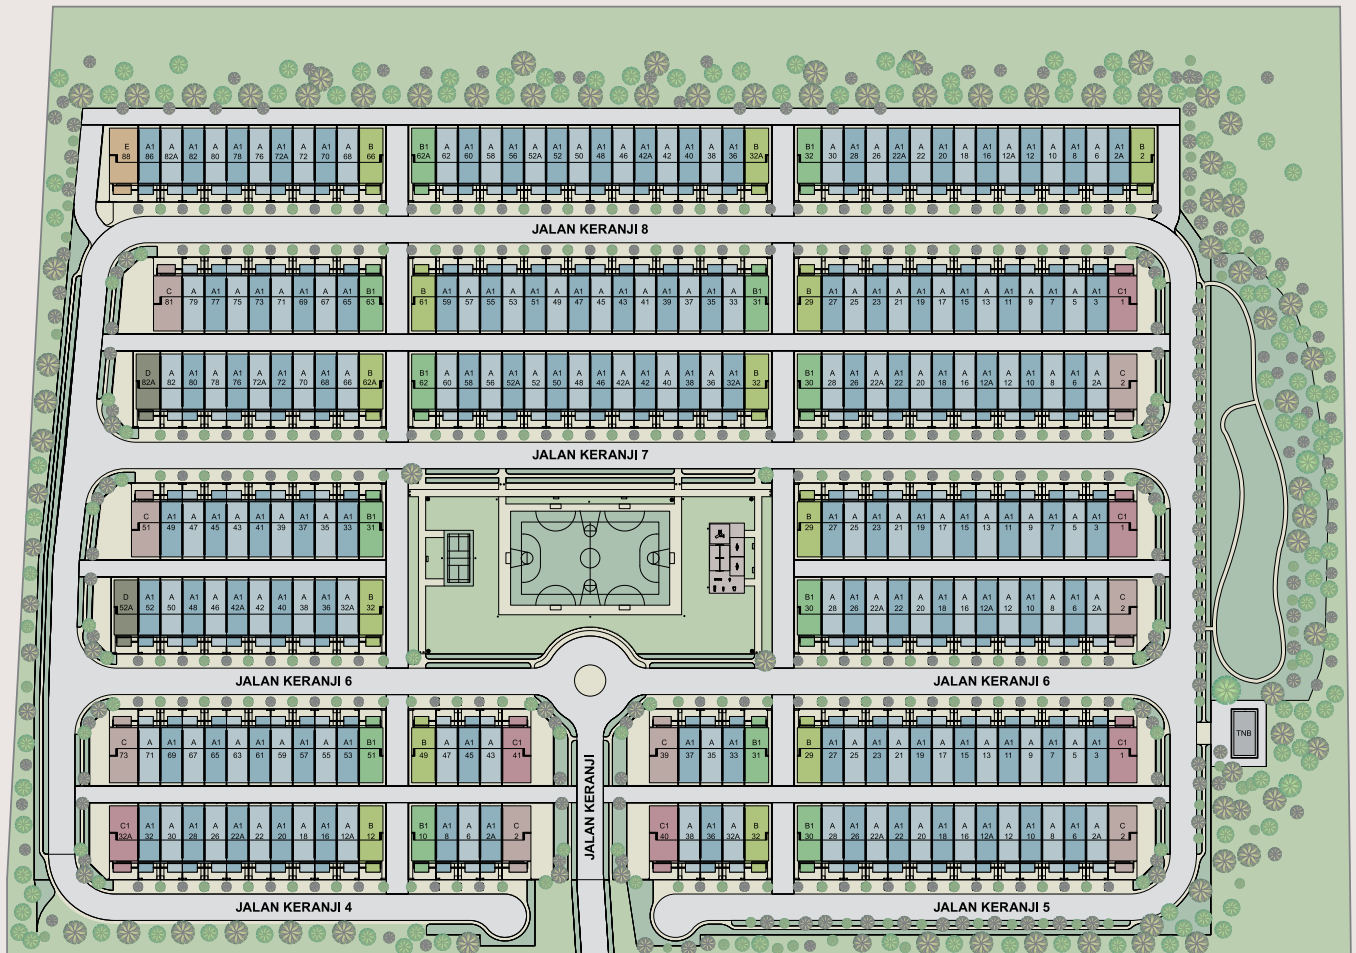 E A1 A A1 A A1 A A1 A A1 A B
88 86 82A 82 80 78 76 72A 72 70 68 66
B1 A A1 A A1 A A1 A A1 A A1 A A1 A A1 B
62A 62 60 58 56 52A 52 50 48 46 42A 42 40 38 36 32A
B1 A A1 A A1 A A1 A A1 A A1 A A1 A A1 B
32 30 28 26 22A 22 20 18 16 12A 12 10 8 6 2A 2
JALAN KERANJI 8
C A A1 A A1 A A1 A A1 B1
81 79 77 75 73 71 69 67 65 63
B A1 A A1 A A1 A A1 A A1 A A1 A A1 A B1
61 59 57 55 53 51 49 47 45 43 41 39 37 35 33 31
B A1 A A1 A A1 A A1 A A1 A A1 A A1 C1
29 27 25 23 21 19 17 15 13 11 9 7 5 3 1
D A A1 A A1 A A1 A A1 A B
82A 82 80 78 76 72A 72 70 68 66 62A
B1 A A1 A A1 A A1 A A1 A A1 A A1 A A1 B
62 60 58 56 52A 52 50 48 46 42A 42 40 38 36 32A 32
B1 A A1 A A1 A A1 A A1 A A1 A A1 A C
30 28 26 22A 22 20 18 16 12A 12 10 8 6 2A 2
JALAN KERANJI 7
C A1 A A1 A A1 A A1 A A1 B1
51 49 47 45 43 41 39 37 35 33 31
B A1 A A1 A A1 A A1 A A1 A A1 A A1 C1
29 27 25 23 21 19 17 15 13 11 9 7 5 3 1
D A1 A A1 A A1 A A1 A A1 A B
52A 52 50 48 46 42A 42 40 38 36 32A 32
B1 A A1 A A1 A A1 A A1 A A1 A A1 A C
30 28 26 22A 22 20 18 16 12A 12 10 8 6 2A 2
JALAN KERANJI 6
JALAN KERANJI 6
C A A1 A A1 A A1 A A1 A A1 B1
73 71 69 67 65 63 61 59 57 55 53 51
B A A1 A C1
49 47 45 43 41
C A1 A A1 B1
39 37 35 33 31
B A1 A A1 A A1 A A1 A A1 A A1 A A1 C1
29 27 25 23 21 19 17 15 13 11 9 7 5 3 1
TNB
JALAN KERANJI
C1 A1 A A1 A A1 A A1 A A1 A B
32A 32 30 28 26 22A 22 20 18 16 12A 12
B1 A1 A A1 C
10 8 6 2A 2
C1 A A1 A B
40 38 36 32A 32
B1 A A1 A A1 A A1 A A1 A A1 A A1 A C
30 28 26 22A 22 20 18 16 12A 12 10 8 6 2A 2
JALAN KERANJI 4
JALAN KERANJI 5